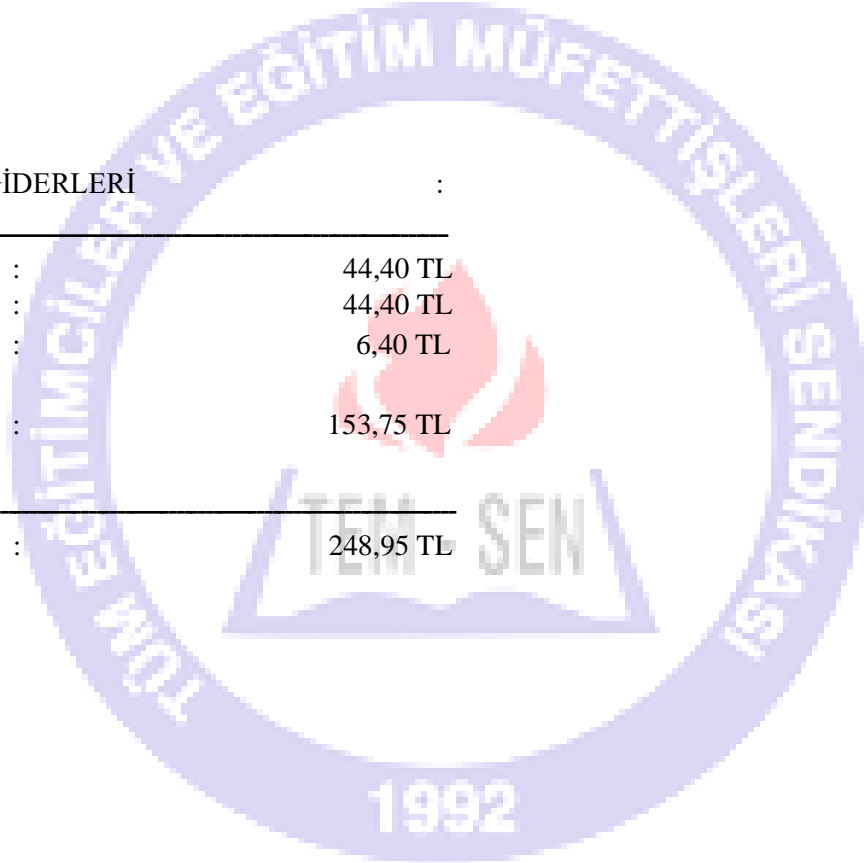 TÜM EĞİTİMCİLER VE EĞİTİM MÜFETTİŞLERİ SENDİKASI
GİDERLERİ :
: 44,40 TL
: 44,40 TL
: 6,40 TL
: 153,75 TL
TEM - SEN
: 248,95 TL
1992